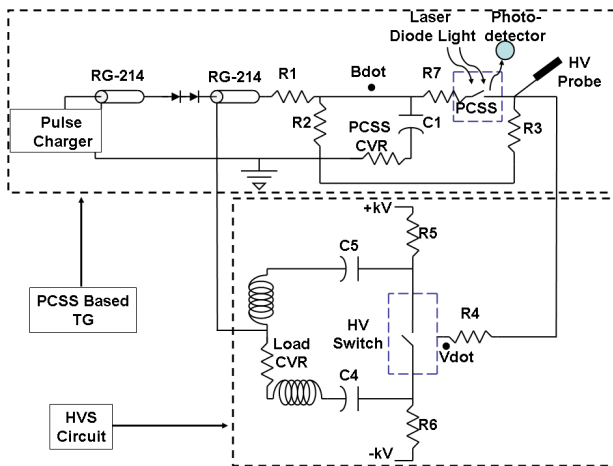 Laser
Diode Light
Photo-
detector
HV
Probe
RG-214
RG-214
R1
Bdot
R7
Pulse
Charger
R2
PCSS
CVR
C1
PCSS
R3
+kV
R5
C5
PCSS Based
TG
HV
Switch
R4
Vdot
Load
CVR
C4
HVS
Circuit
R6
-kV